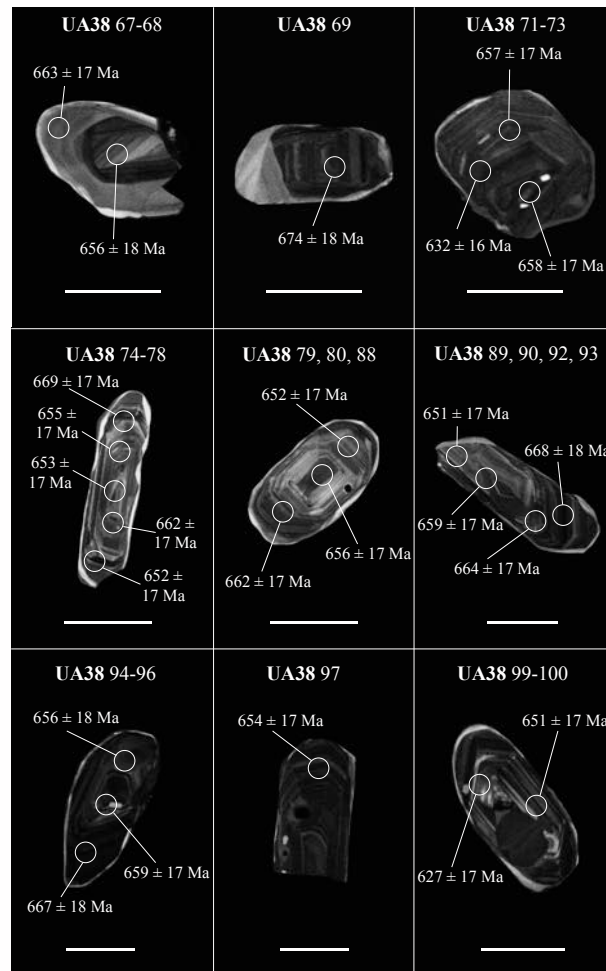 UA38 67-68
663 ± 17 Ma
656 ± 18 Ma
UA38 69
674 ± 18 Ma
UA38 71-73
657 ± 17 Ma
632 ± 16 Ma
658 ± 17 Ma
UA38 74-78
669 ± 17 Ma
655 ±
17 Ma
653 ±
17 Ma
662 ±
17 Ma
652 ±
17 Ma
UA38 79, 80, 88
652 ± 17 Ma
656 ± 17 Ma
662 ± 17 Ma
UA38 89, 90, 92, 93
651 ± 17 Ma
668 ± 18 Ma
659 ± 17 Ma
664 ± 17 Ma
UA38 94-96
656 ± 18 Ma
659 ± 17 Ma
667 ± 18 Ma
UA38 97
654 ± 17 Ma
UA38 99-100
651 ± 17 Ma
627 ± 17 Ma